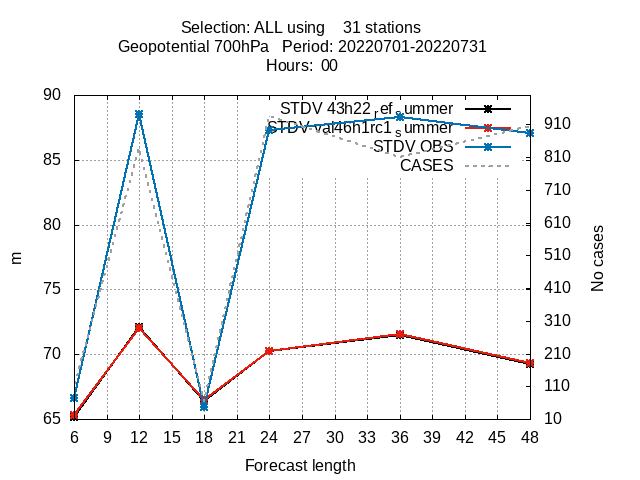 Selection: ALL using 31 stations
Geopotential 700hPa Period: 20220701-20220731
Hours: 00
90
85
80
75
70
65
m
STDV 43h22_ref_summer
STDV val46h1rc1_summer
STDV OBS
CASES
910
810
710
610
510
410
310
210
110
10
No cases
6 9 12 15 18 21 24 27 30 33 36 39 42 45 48
Forecast length